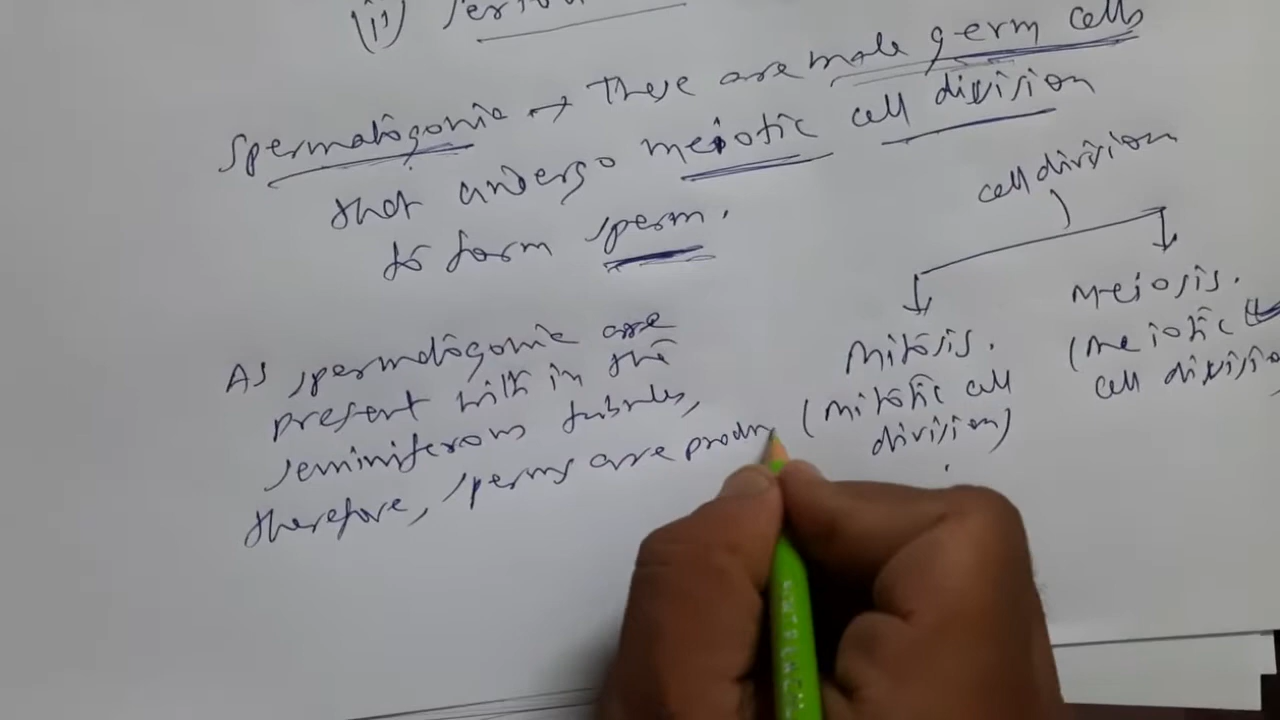 (ii)
Spermatogonia → These are male germ cells
that undergo meiotic cell division
to form sperm.
cell division
Mitosis.
(mitotic cell
division)
Meiosis.
(meiotic
cell division
As spermatogonia are
present with in the
seminiferous tubules,
therefore, sperms are produ